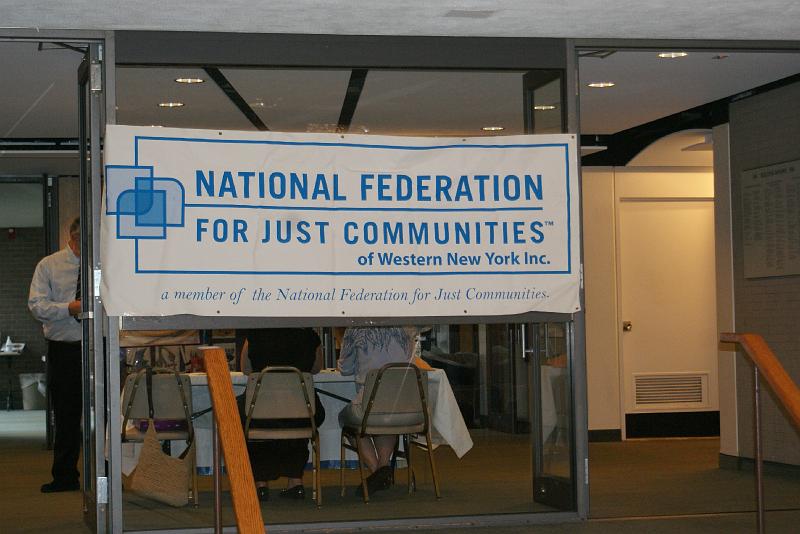 NATIONAL FEDERATION
FOR JUST COMMUNITIES™
of Western New York Inc.
a member of the National Federation for Just Communities.